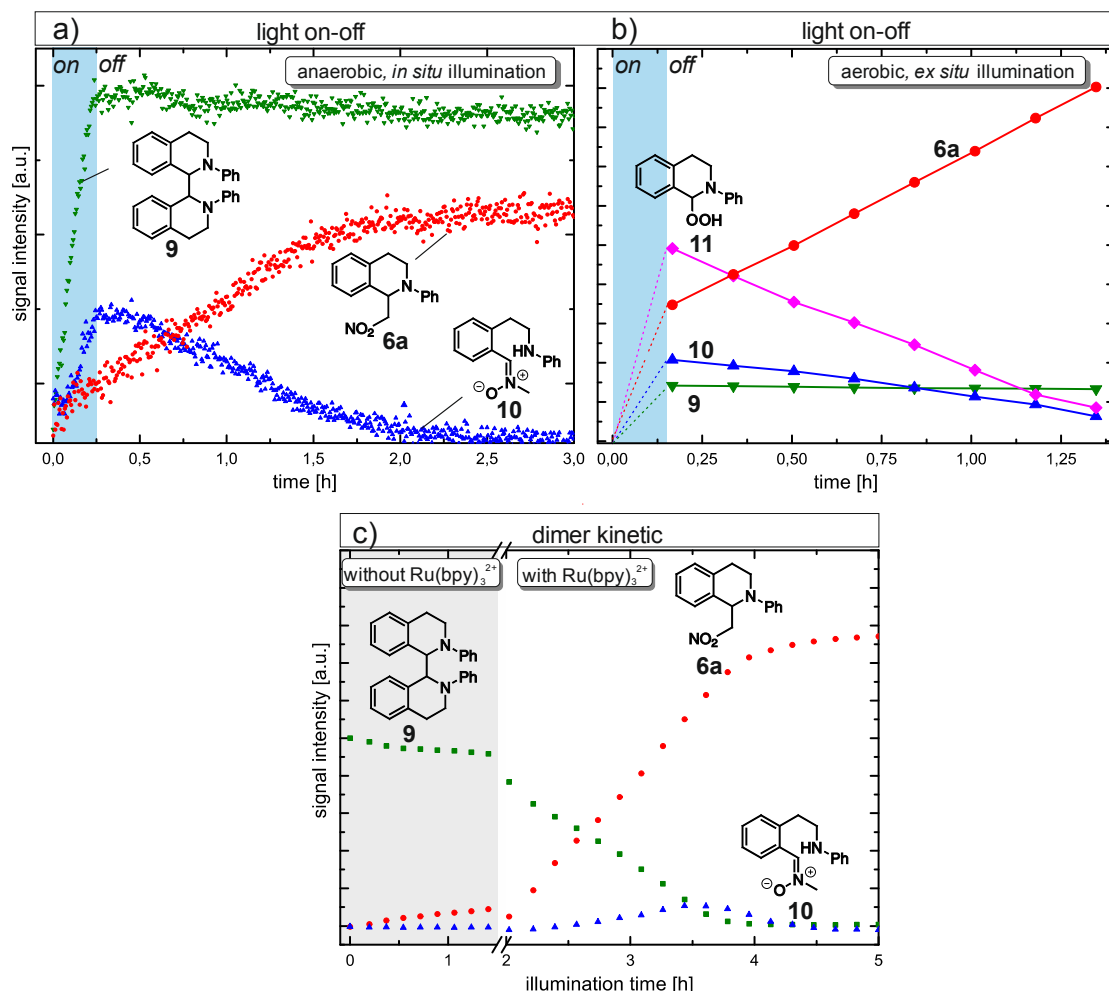 a)
light on-off
on off
anaerobic, in situ illumination
signal intensity [a.u.]
N Ph
N Ph
9
N Ph
NO2
6a
HN Ph
⊖O N⊕
10
0,0 0,5 1,0 1,5 2,0 2,5 3,0
time [h]
b)
light on-off
on off
aerobic, ex situ illumination
6a
N Ph
OOH
11
10
9
0,00 0,25 0,50 0,75 1,00 1,25
time [h]
c)
dimer kinetic
without Ru(bpy)₃²⁺
with Ru(bpy)₃²⁺
signal intensity [a.u.]
N Ph
N Ph
9
N Ph
NO2
6a
HN Ph
⊖O N⊕
10
0 1 2 3 4 5
illumination time [h]